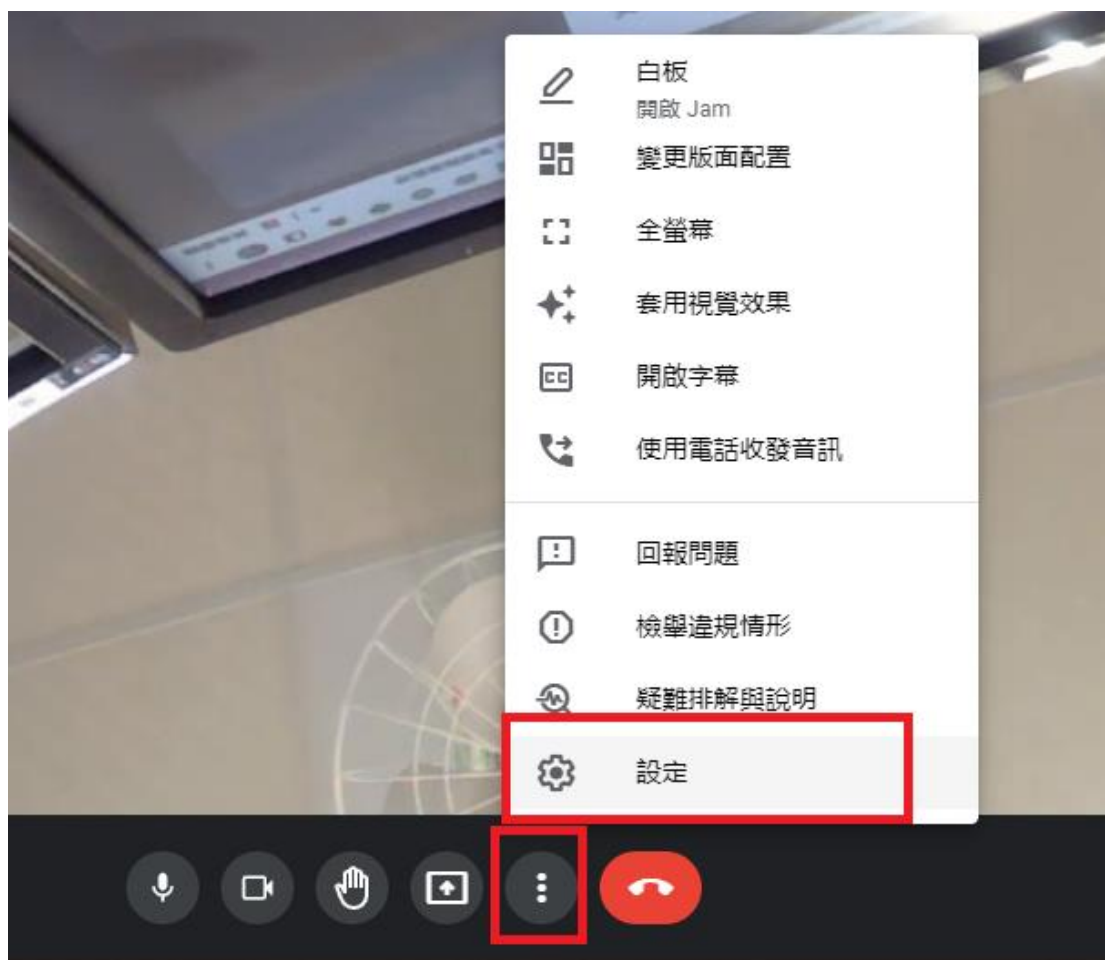 白板
開啟 Jam
變更版面配置
全螢幕
套用視覺效果
開啟字幕
使用電話收發音訊
回報問題
檢舉違規情形
疑難排解與說明
設定